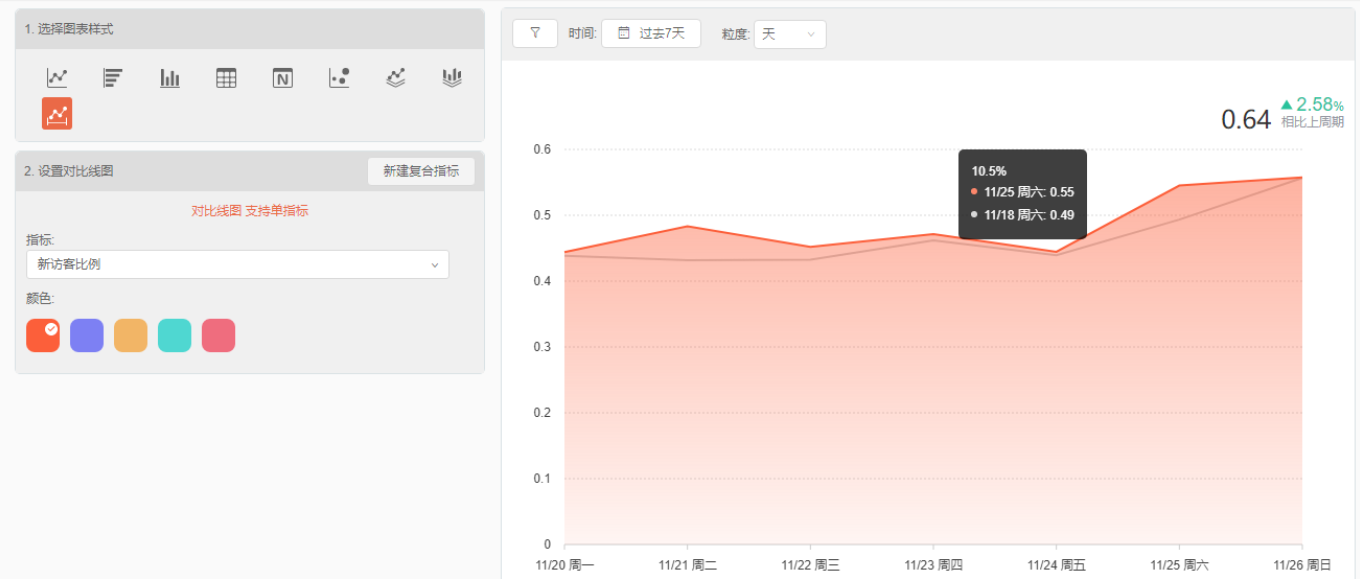 1. 选择图表样式
N
2. 设置对比线图
新建复合指标
对比线图 支持单指标
指标:
新访客比例
颜色:
时间: 过去7天 粒度: 天
0.64 2.58%
相比上周期
0.6
0.5
0.4
0.3
0.2
0.1
0
10.5%
11/25 周六: 0.55
11/18 周六: 0.49
11/20 周一 11/21 周二 11/22 周三 11/23 周四 11/24 周五 11/25 周六 11/26 周日